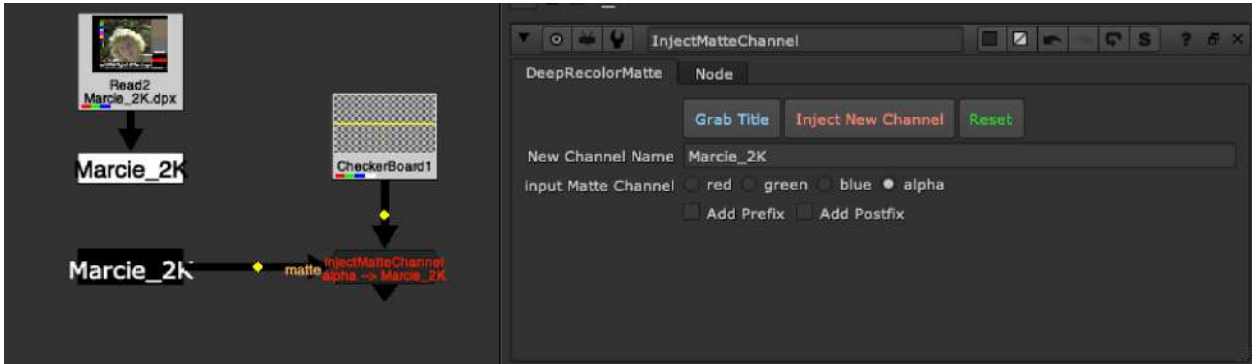 Read2
Marcie_2K.dpx
Marcie_2K
CheckerBoard1
Marcie_2K
matte
InjectMatteChannel
alpha --> Marcie_2K
InjectMatteChannel
S ?
DeepRecolorMatte Node
Grab Title Inject New Channel Reset
New Channel Name Marcie_2K
input Matte Channel red green blue alpha
Add Prefix Add Postfix